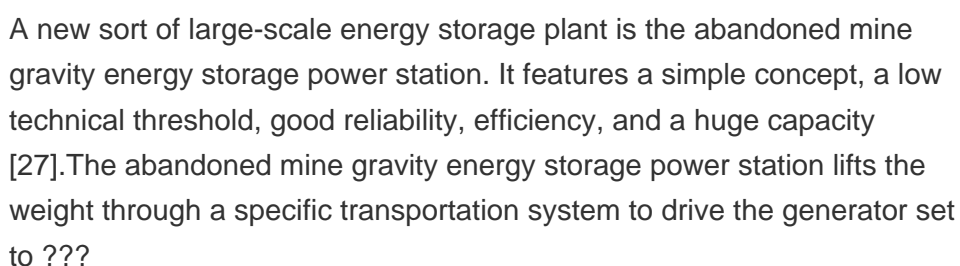 A new sort of large-scale energy storage plant is the abandoned mine
gravity energy storage power station. It features a simple concept, a low
technical threshold, good reliability, efficiency, and a huge capacity
[27].The abandoned mine gravity energy storage power station lifts the
weight through a specific transportation system to drive the generator set
to ???